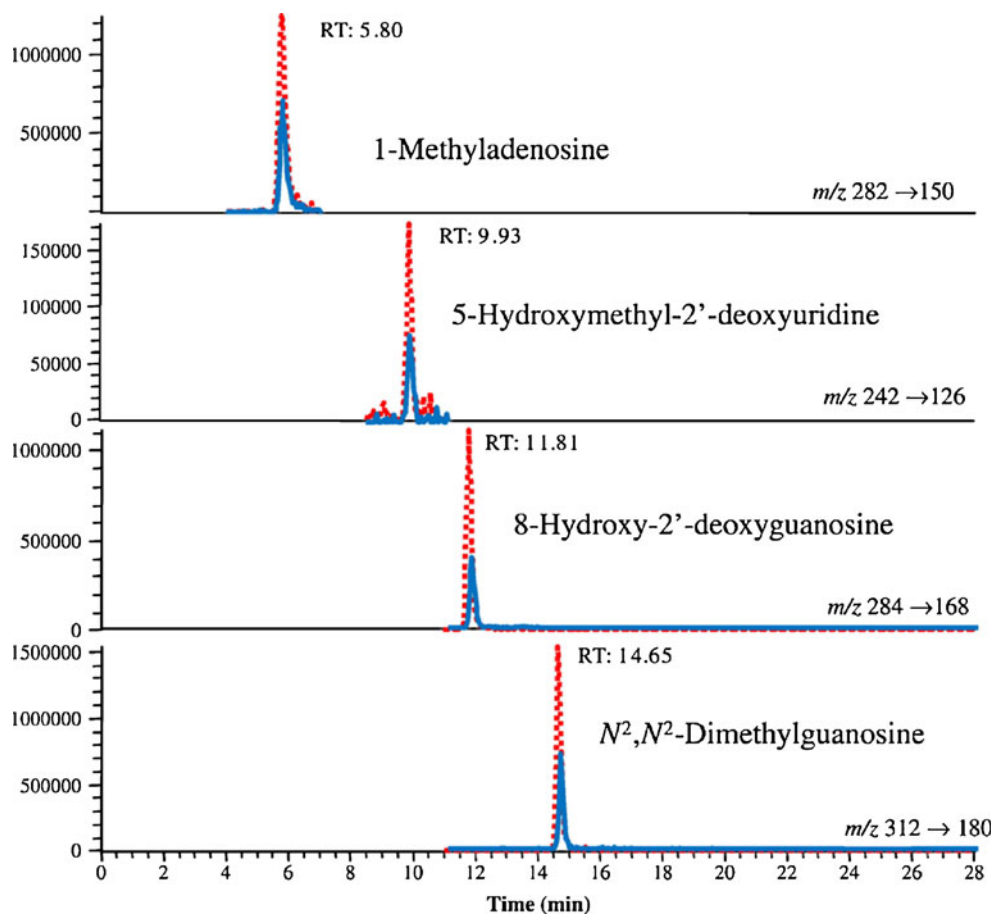 RT: 5.80
1000000
500000
1-Methyladenosine
m/z 282 →150
0
RT: 9.93
150000
100000
5-Hydroxymethyl-2’-deoxyuridine
50000
m/z 242 →126
0
RT: 11.81
1000000
8-Hydroxy-2’-deoxyguanosine
500000
m/z 284 →168
0
1500000
RT: 14.65
1000000
N²,N²-Dimethylguanosine
500000
m/z 312 → 180
0
0 2 4 6 8 10 12 14 16 18 20 22 24 26 28
Time (min)